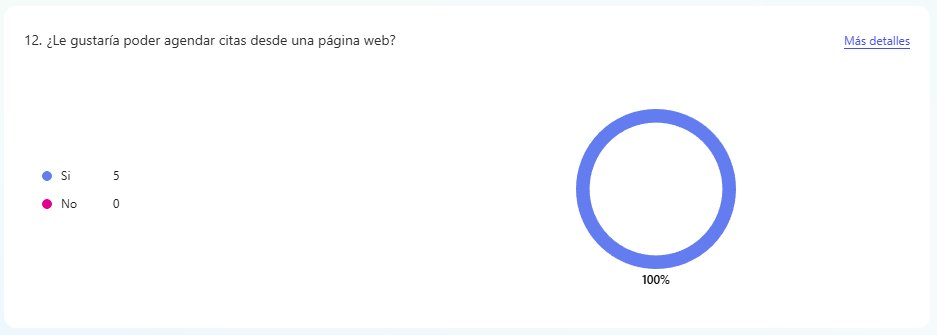 12. ¿Le gustaría poder agendar citas desde una página web?
Más detalles
Si 5
No 0
100%